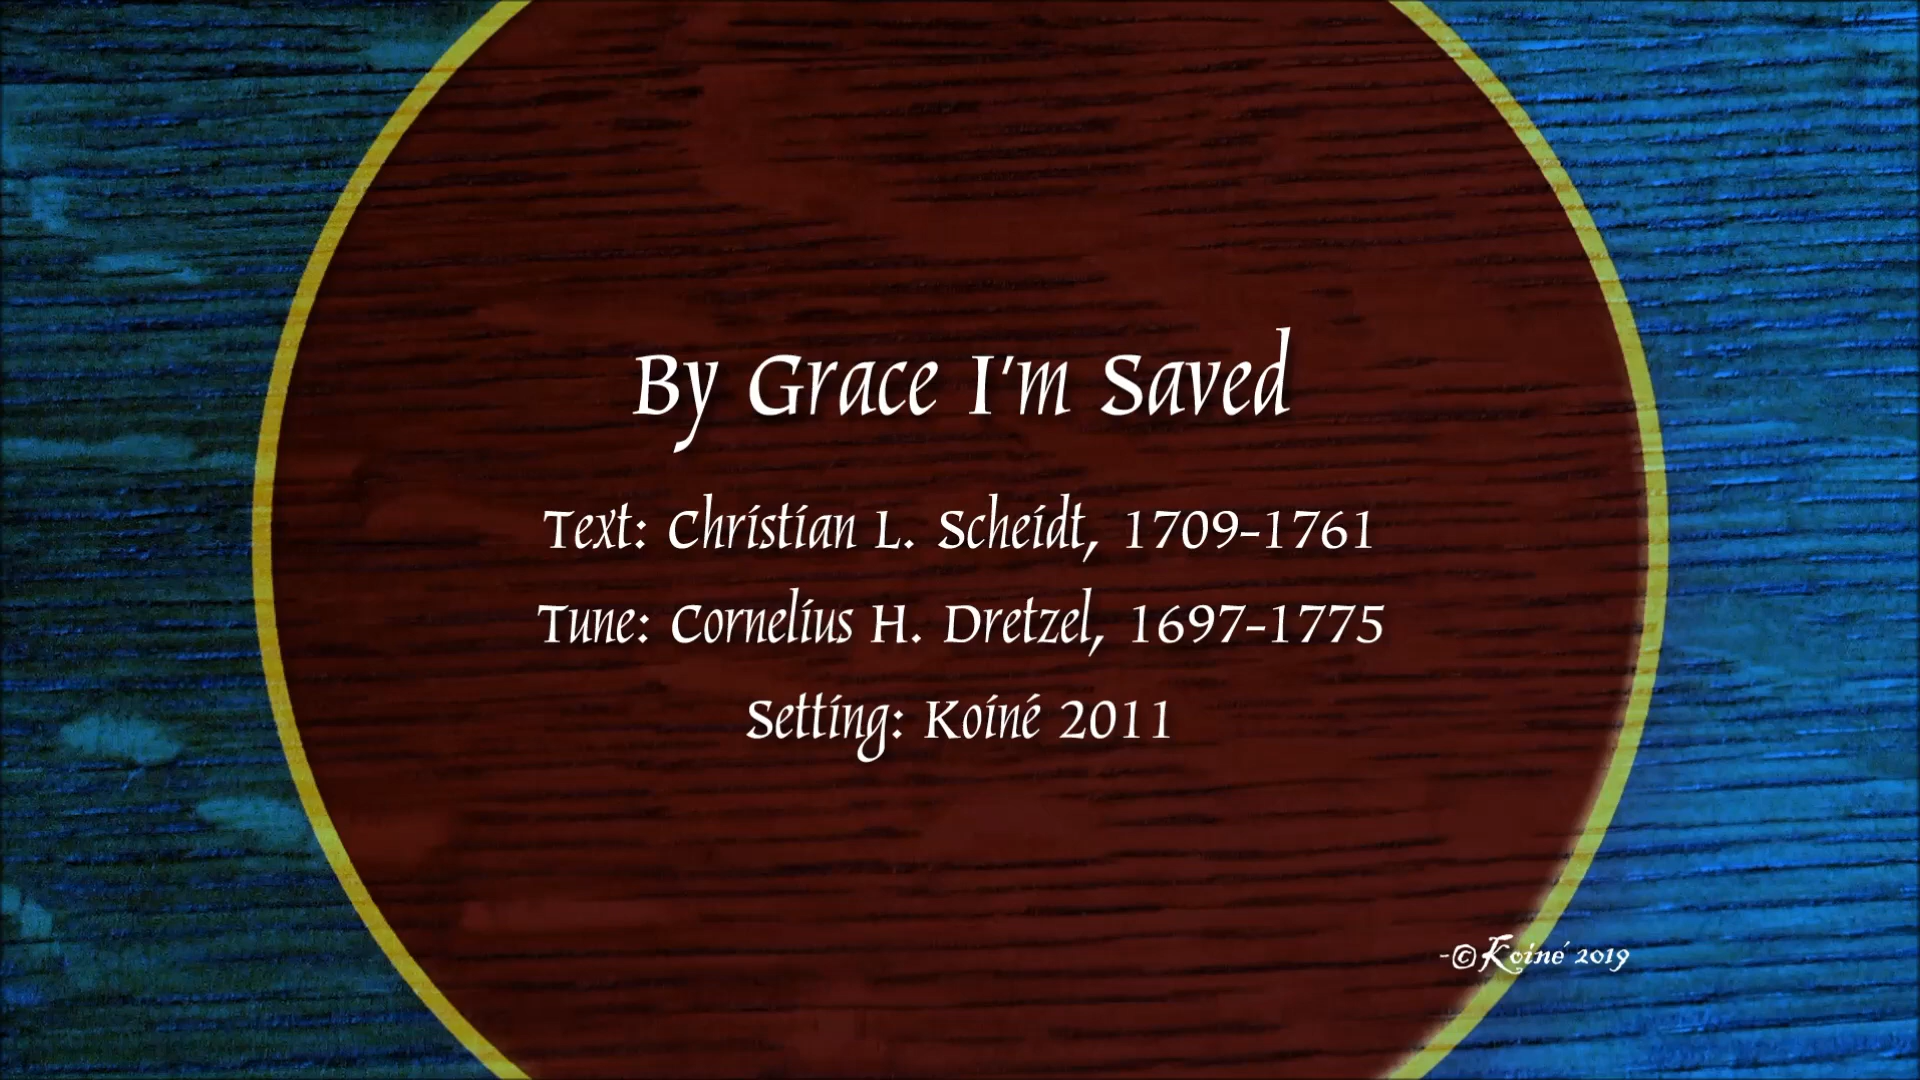 By Grace I'm Saved
Text: Christian L. Scheidt, 1709-1761
Tune: Cornelius H. Dretzel, 1697-1775
Setting: Koiné 2011
-©Koiné 2019